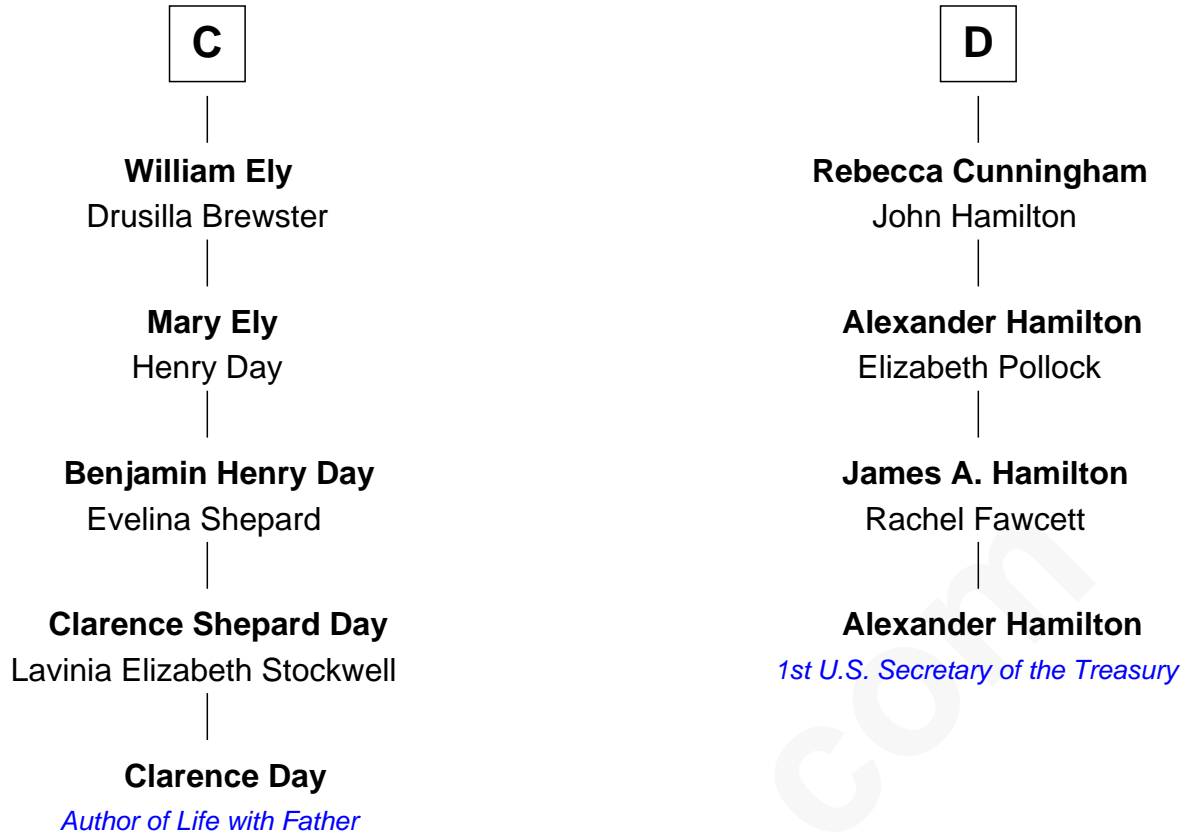 C
William Ely
Drusilla Brewster
Mary Ely
Henry Day
Benjamin Henry Day
Evelina Shepard
Clarence Shepard Day
Lavinia Elizabeth Stockwell
Clarence Day
Author of Life with Father
D
Rebecca Cunningham
John Hamilton
Alexander Hamilton
Elizabeth Pollock
James A. Hamilton
Rachel Fawcett
Alexander Hamilton
1st U.S. Secretary of the Treasury
com